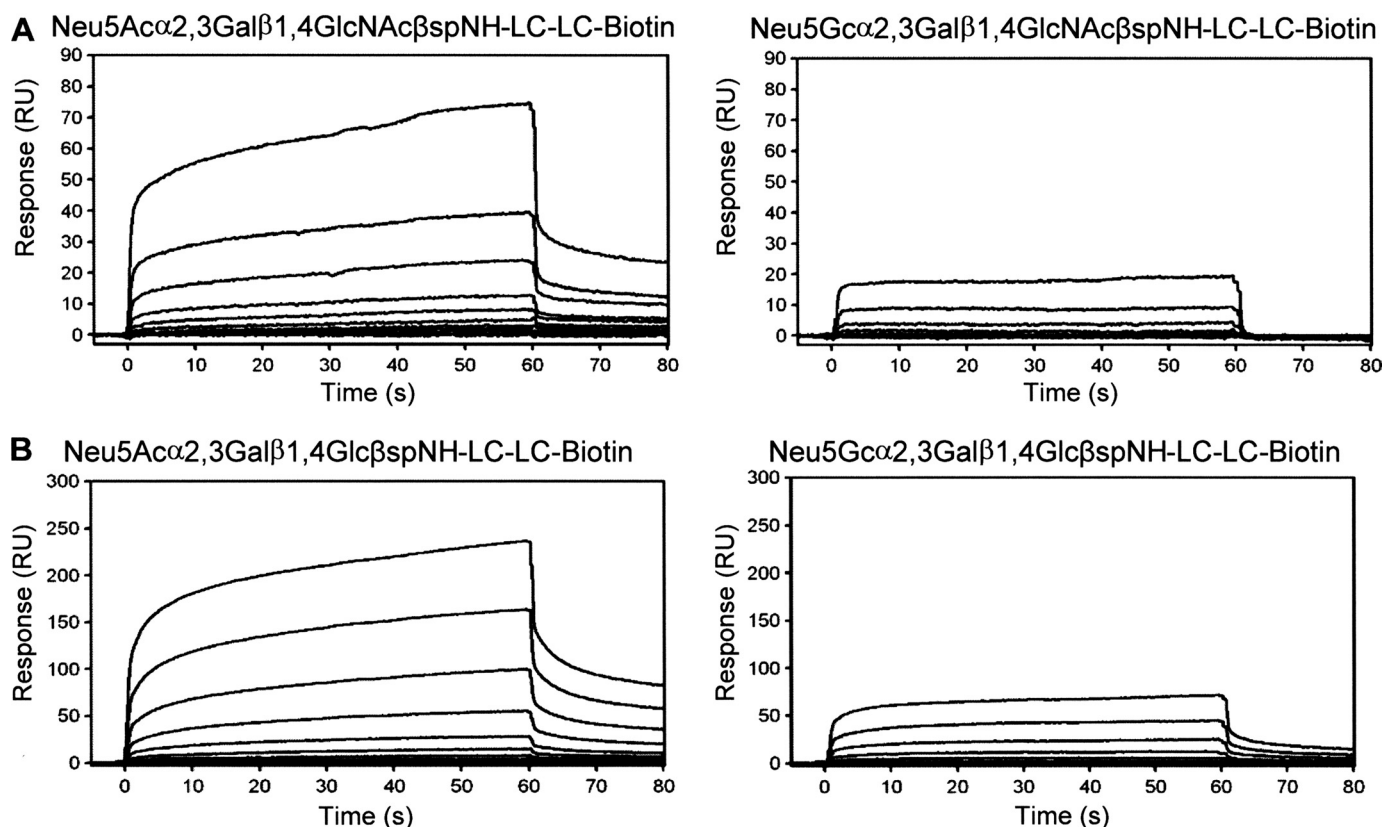 A Neu5Acα2,3Galβ1,4GlcNAcβspNH-LC-LC-Biotin
Neu5Gcα2,3Galβ1,4GlcNAcβspNH-LC-LC-Biotin
90
80
70
60
50
40
30
20
10
0
Response (RU)
0 10 20 30 40 50 60 70 80
Time (s)
90
80
70
60
50
40
30
20
10
0
Response (RU)
0 10 20 30 40 50 60 70 80
Time (s)
B Neu5Acα2,3Galβ1,4GlcβspNH-LC-LC-Biotin
Neu5Gcα2,3Galβ1,4GlcβspNH-LC-LC-Biotin
300
250
200
150
100
50
0
Response (RU)
0 10 20 30 40 50 60 70 80
Time (s)
300
250
200
150
100
50
0
Response (RU)
0 10 20 30 40 50 60 70 80
Time (s)